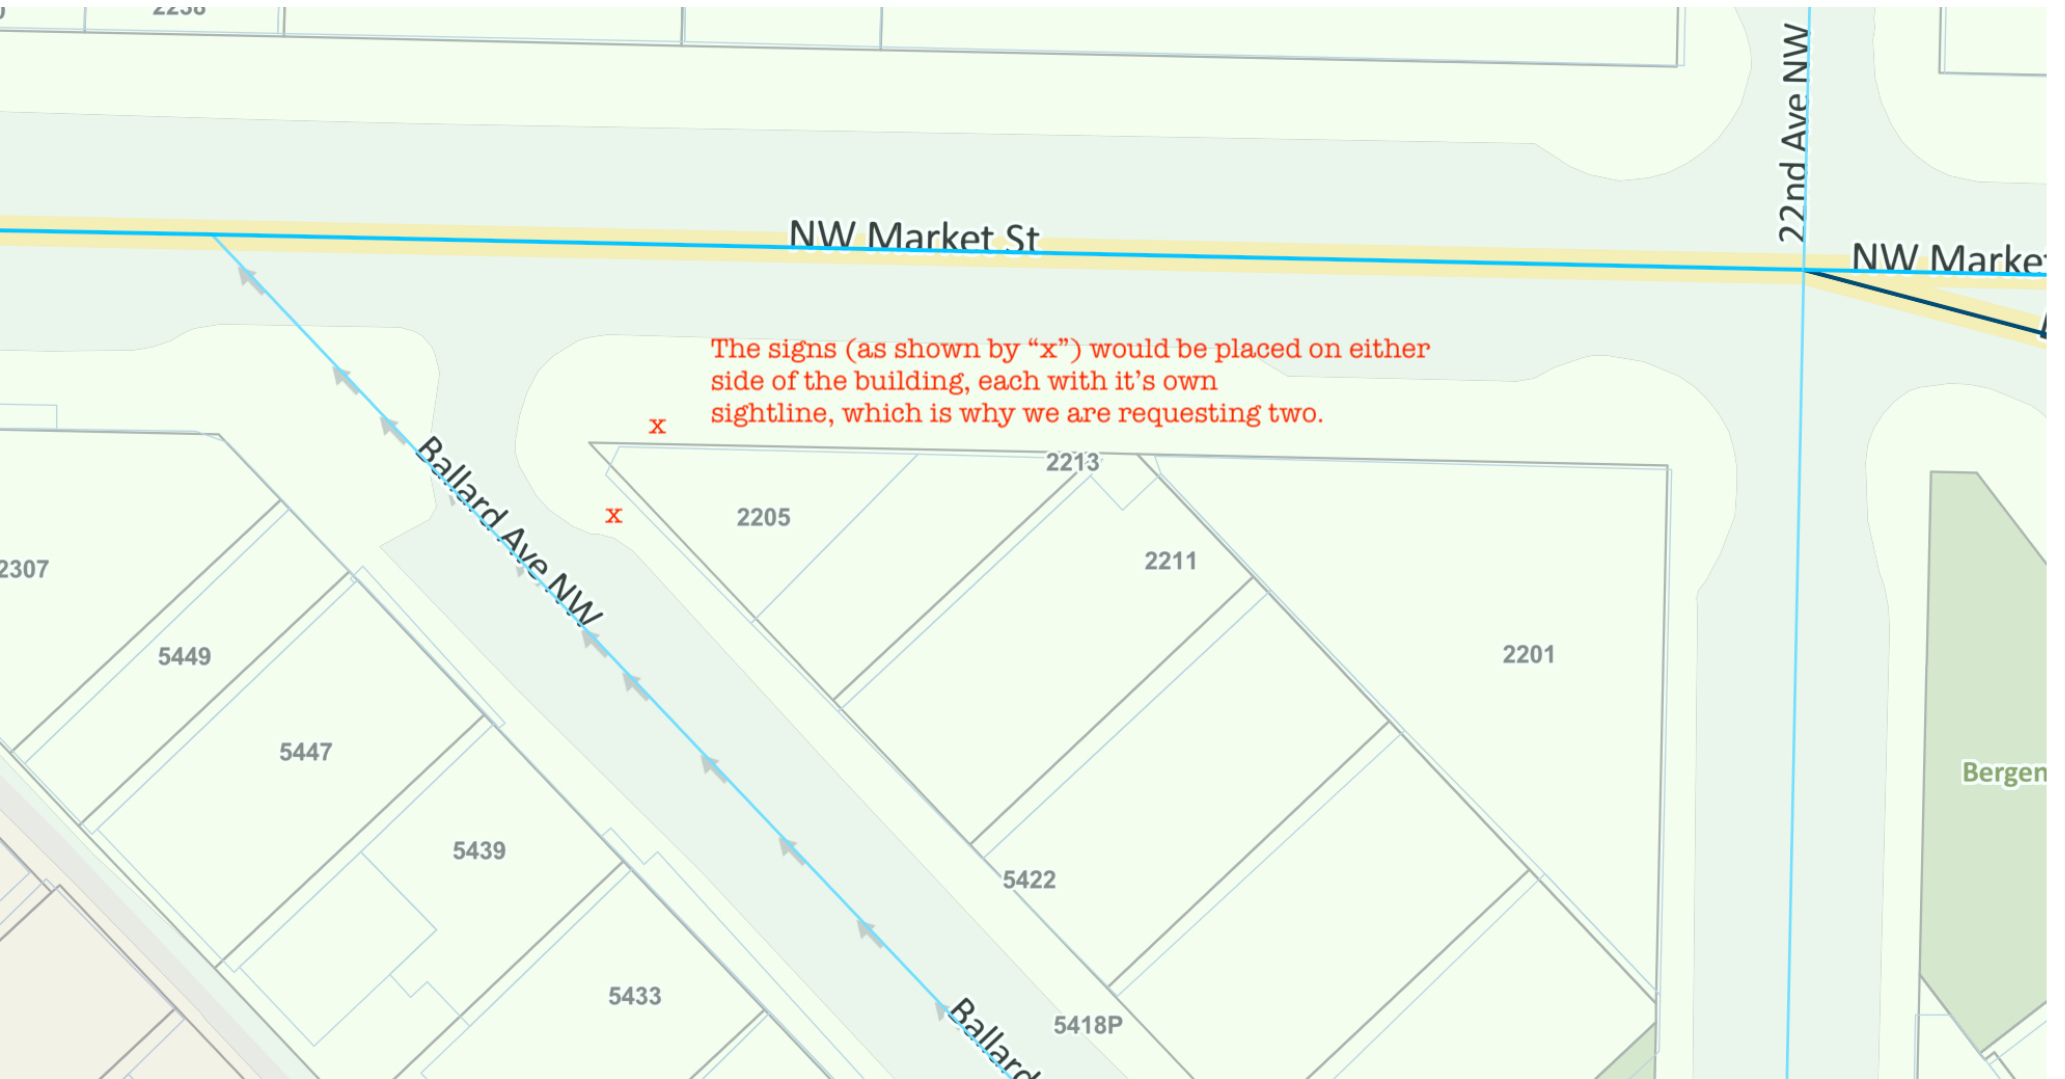 2238
22nd Ave NW
NW Market St
NW Market
The signs (as shown by “x”) would be placed on either
side of the building, each with it’s own
sightline, which is why we are requesting two.
x
x
Ballard Ave NW
2213
2205
2211
2201
2307
5449
5447
5439
5433
5422
5418P
Bergen
Ballard